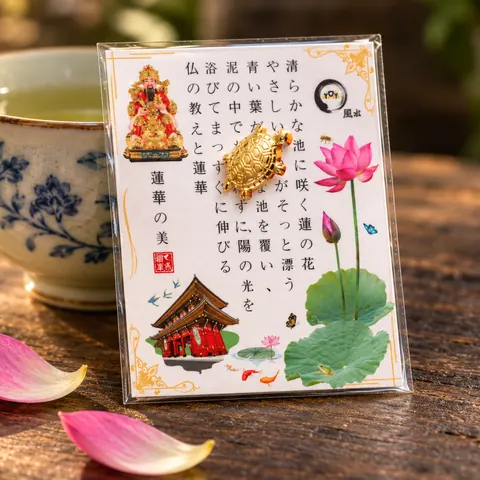 風水
清らかな池に咲く蓮の花
やさしい がそっと漂う
青い葉が な池を覆い、
泥の中で ずに、陽の光を
浴びてまっすぐに伸びる
仏の教えと蓮華
蓮華の美